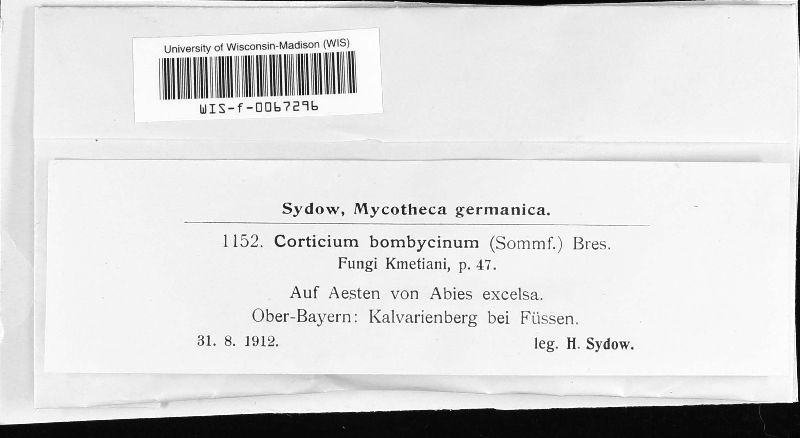 University of Wisconsin-Madison (WIS)
WIS-f-0067296
Sydow, Mycotheca germanica.
1152. Corticium bombycinum (Sommf.) Bres.
Fungi Kmetiani, p. 47.
Auf Aesten von Abies excelsa.
Ober-Bayern: Kalvarienberg bei Füssen.
31. 8. 1912. leg. H. Sydow.